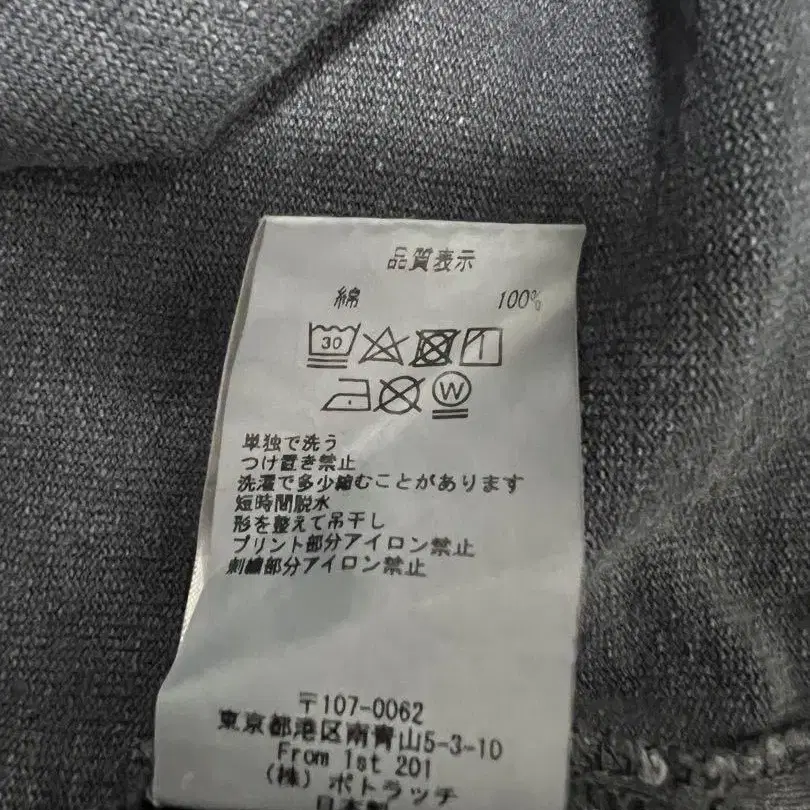 品質表示
綿 100%
30
W
単独で洗う
つけ置き禁止
洗濯で多少縮むことがあります
短時間脱水
形を整えて吊干し
プリント部分アイロン禁止
刺繍部分アイロン禁止
〒107-0062
東京都港区南青山5-3-10
From 1st 201
(株) ポトラッチ
日本製